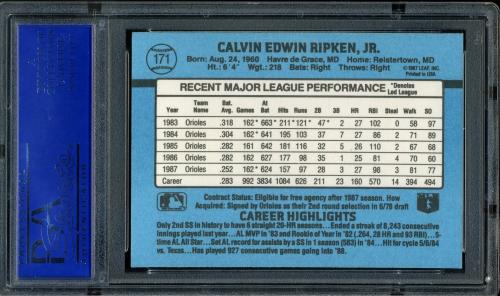 171
CALVIN EDWIN RIPKEN, JR.
Born: Aug. 24, 1960 Havre de Grace, MD Home: Reisterstown, MD
Ht.: 6'4" Wgt.: 218 Bats: Right Throws: Right
© 1987 LEAF, INC.
Printed in USA
RECENT MAJOR LEAGUE PERFORMANCE *Denotes Led League
Year Team Name Bat. Avg. G At Bat Hits Runs 2B 3B HR RBI Steal Walk SO
1983 Orioles .318 162* 663* 211* 121* 47* 2 27 102 0 58 97
1984 Orioles .304 162* 641 195 103 37 7 27 86 2 71 89
1985 Orioles .282 161 642 181 116 32 5 26 110 2 67 68
1986 Orioles .282 162 627 177 98 35 1 25 81 4 70 60
1987 Orioles .252 162* 624 157 97 28 3 27 98 3 81 77
Career .283 992 3834 1084 626 211 23 160 570 14 394 494
Contract Status: Eligible for free agency after 1987 season. How
Acquired: Signed by Orioles as their 2nd round selection in 6/78 draft
CAREER HIGHLIGHTS
Only 2nd SS in history to have 6 straight 20-HR seasons... Ended a streak of 8,243 consecutive
innings played last year... AL MVP in '83 and Rookie of Year in '82 (.264, 28 HR and 93 RBI)... 5-
time AL All Star... Set AL record for assists by a SS in 1 season (583) in '84... Hit for cycle 5/6/84
vs. Texas... Has played 927 consecutive games going into '88.
PSA